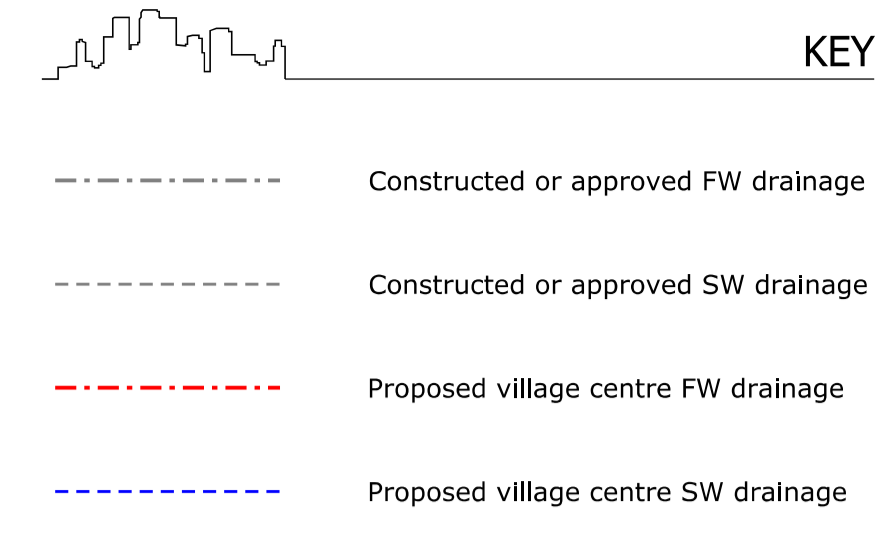 KEY
Constructed or approved FW drainage
Constructed or approved SW drainage
Proposed village centre FW drainage
Proposed village centre SW drainage